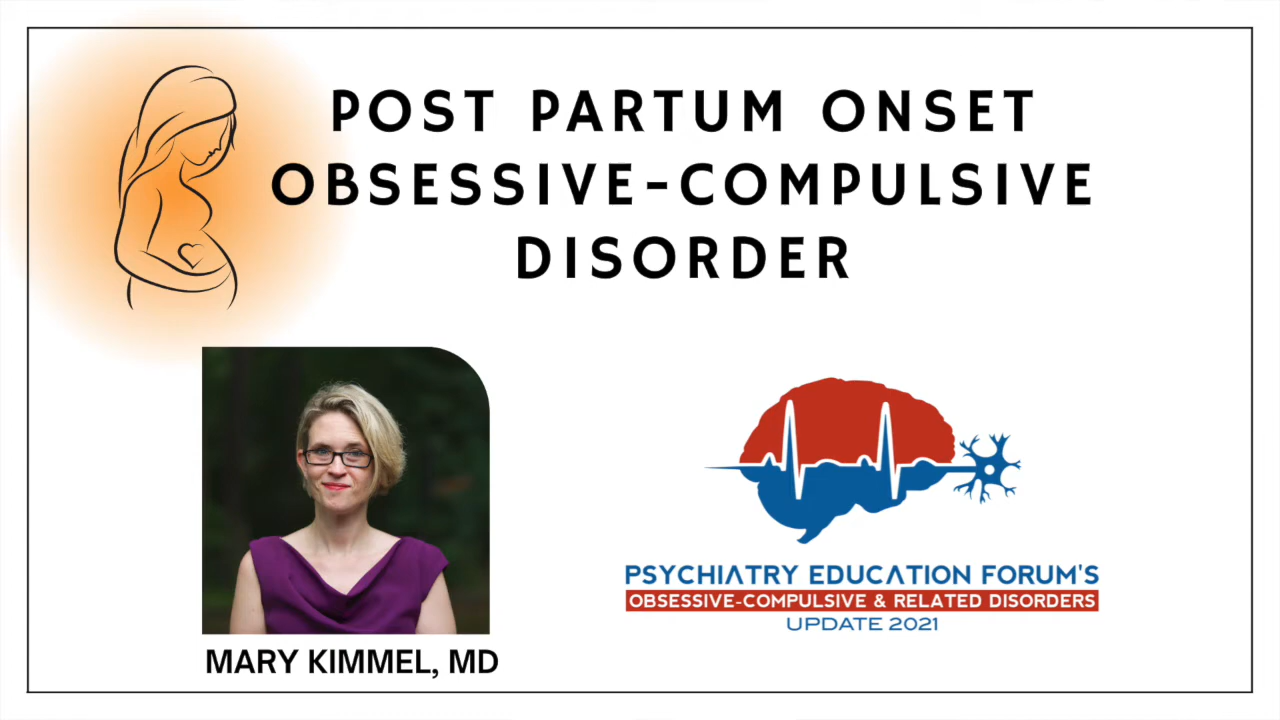 POST PARTUM ONSET
OBSESSIVE-COMPULSIVE
DISORDER
MARY KIMMEL, MD
PSYCHIATRY EDUCATION FORUM'S
OBSESSIVE-COMPULSIVE & RELATED DISORDERS
UPDATE 2021